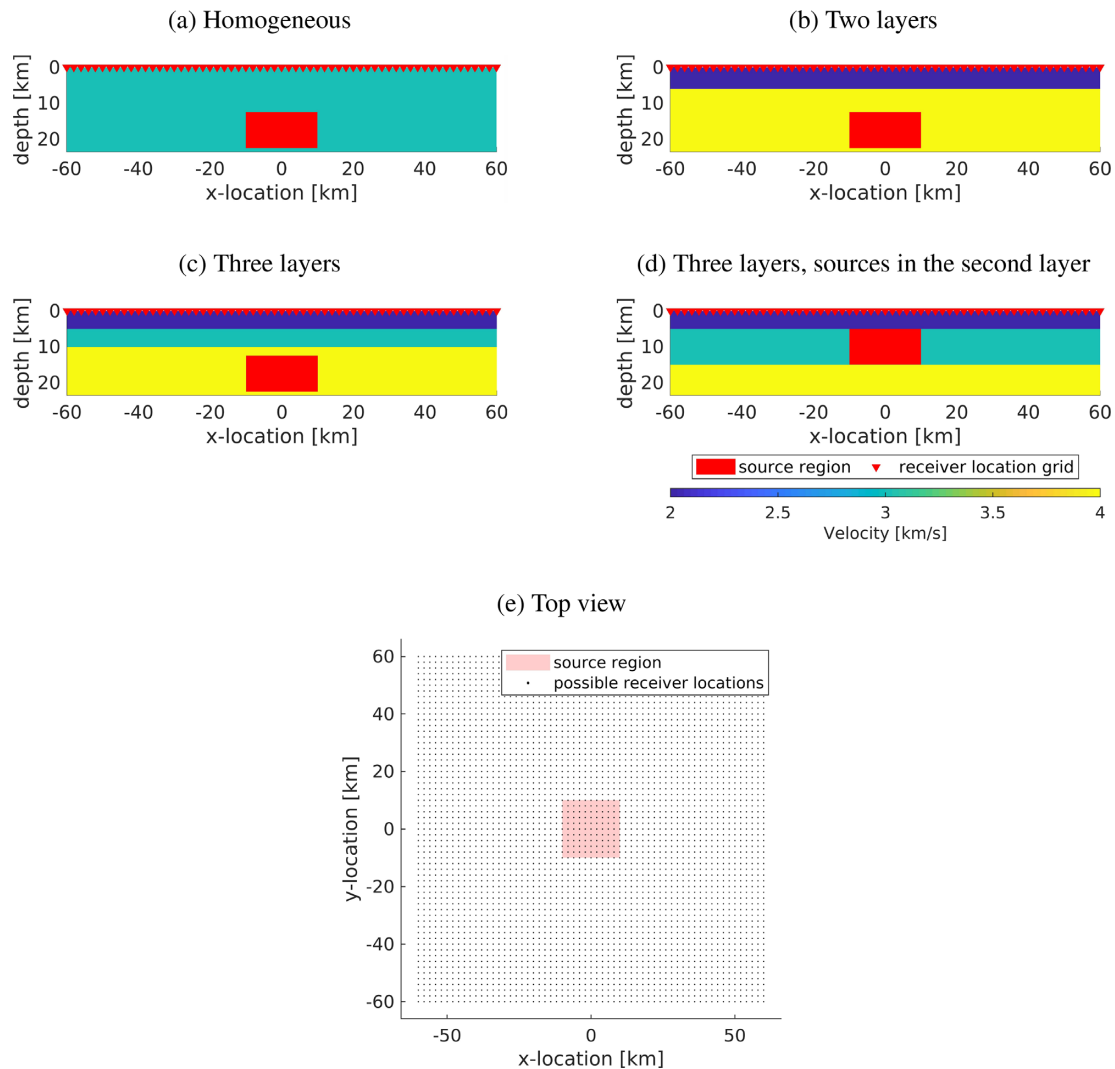 (a) Homogeneous
depth [km]
0
10
20
-60 -40 -20 0 20 40 60
x-location [km]
(b) Two layers
depth [km]
0
10
20
-60 -40 -20 0 20 40 60
x-location [km]
(c) Three layers
depth [km]
0
10
20
-60 -40 -20 0 20 40 60
x-location [km]
(d) Three layers, sources in the second layer
depth [km]
0
10
20
-60 -40 -20 0 20 40 60
x-location [km]
source region receiver location grid
2 2.5 3 3.5 4
Velocity [km/s]
(e) Top view
source region
possible receiver locations
y-location [km]
60
40
20
0
-20
-40
-60
-50 0 50
x-location [km]